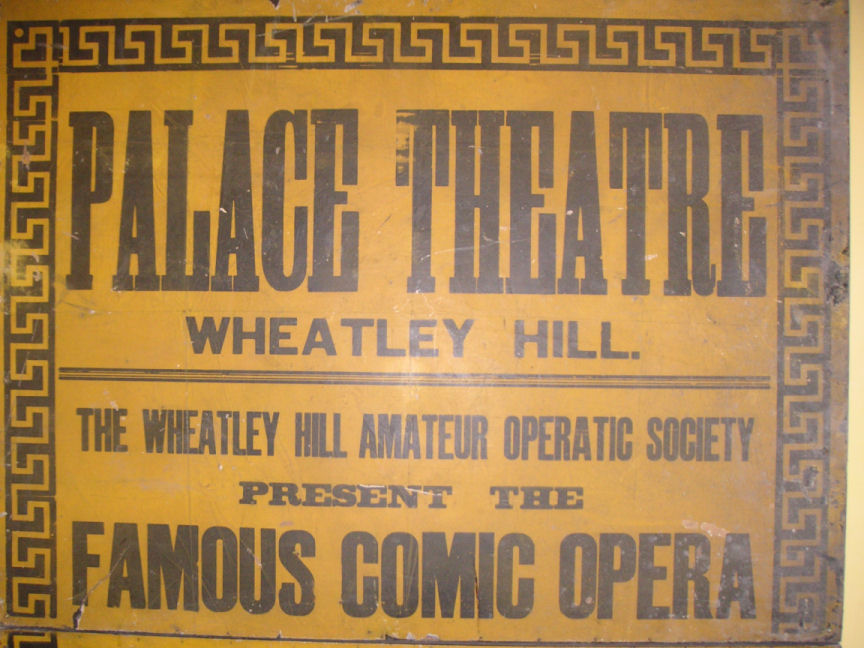 PALACE THEATRE
WHEATLEY HILL.
THE WHEATLEY HILL AMATEUR OPERATIC SOCIETY
PRESENT THE
FAMOUS COMIC OPERA